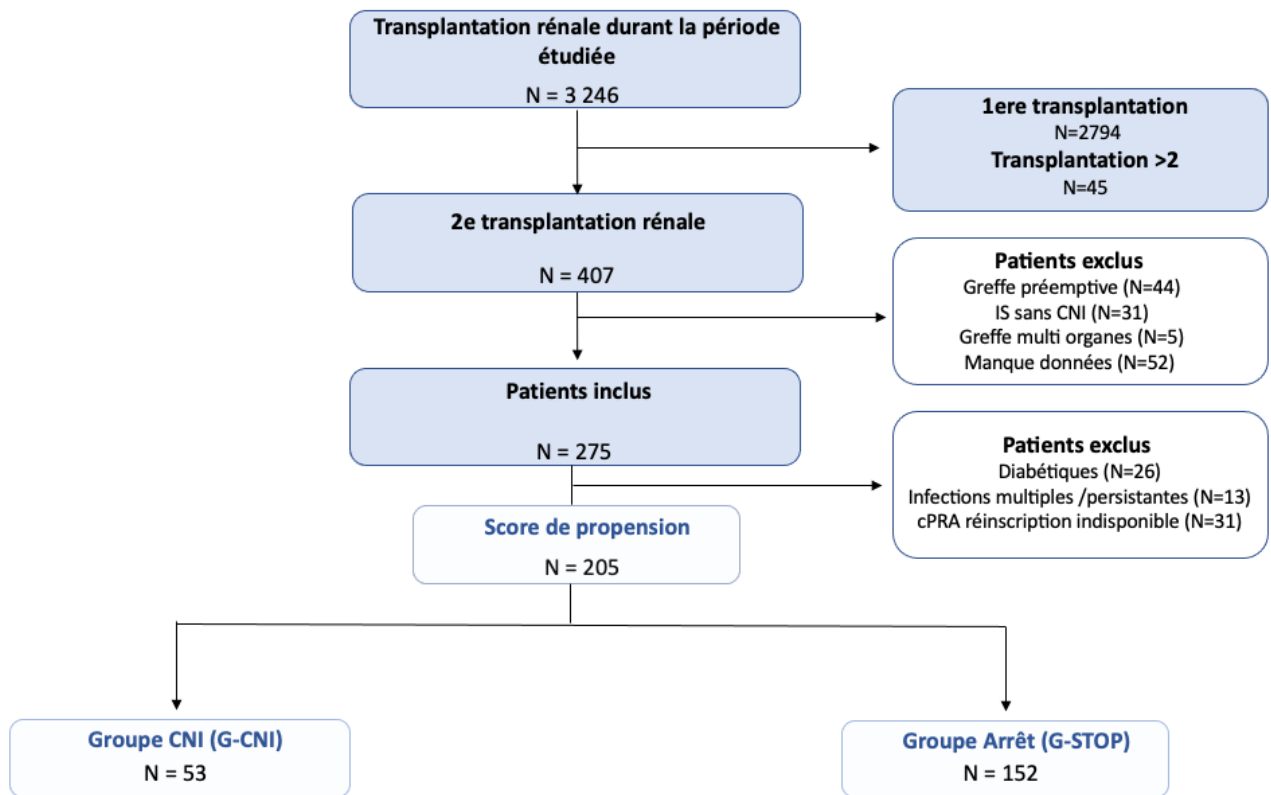 Transplantation rénale durant la période
étudiée
N = 3 246
1ere transplantation
N=2794
Transplantation >2
N=45
2e transplantation rénale
N = 407
Patients exclus
Greffe préemptive (N=44)
IS sans CNI (N=31)
Greffe multi organes (N=5)
Manque données (N=52)
Patients inclus
N = 275
Patients exclus
Diabétiques (N=26)
Infections multiples /persistantes (N=13)
cPRA réinscription indisponible (N=31)
Score de propension
N = 205
Groupe CNI (G-CNI)
N = 53
Groupe Arrêt (G-STOP)
N = 152